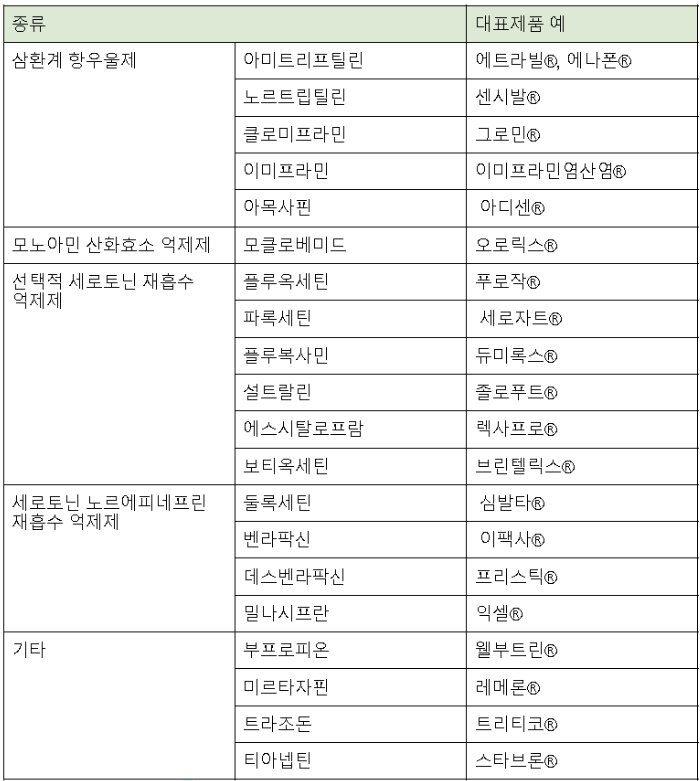 종류 대표제품 예
삼환계 항우울제 아미트리프틸린 에트라빌®, 에나폰®
노르트립틸린 센시발®
클로미프라민 그로민®
이미프라민 이미프라민염산염®
아목사핀 아디센®
모노아민 산화효소 억제제 모클로베미드 오로릭스®
선택적 세로토닌 재흡수
억제제
플루옥세틴 푸로작®
파록세틴 세로자트®
플루복사민 듀미록스®
설트랄린 졸로푸트®
에스시탈로프람 렉사프로®
보티옥세틴 브린텔릭스®
세로토닌 노르에피네프린
재흡수 억제제
둘록세틴 심발타®
벤라팍신 이팩사®
데스벤라팍신 프리스틱®
밀나시프란 익셀®
기타 부프로피온 웰부트린®
미르타자핀 레메론®
트라조돈 트리티코®
티아넵틴 스타브론®